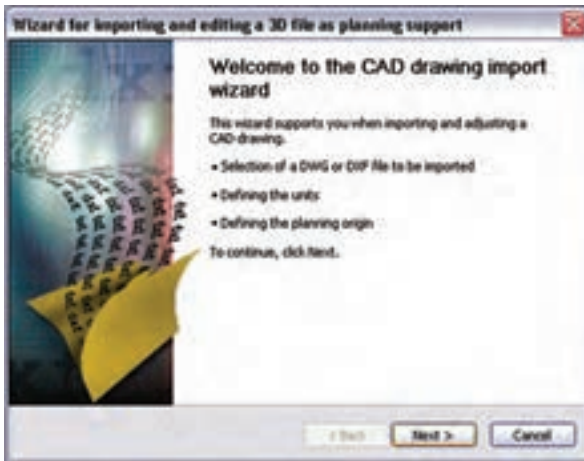 Wizard for importing and editing a 3D file as planning support
Welcome to the CAD drawing import
wizard
This wizard supports you when importing and adjusting a
CAD drawing.
• Selection of a DWG or DXF file to be imported
• Defining the units
• Defining the planning origin
To continue, click Next.
< Back
Next >
Cancel